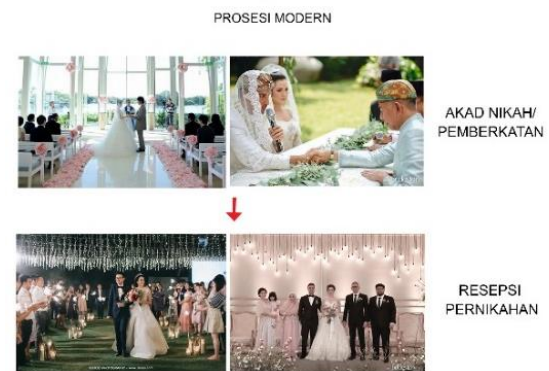 PROSESI MODERN
AKAD NIKAH/
PEMBERKATAN
RESEPSI
PERNIKAHAN